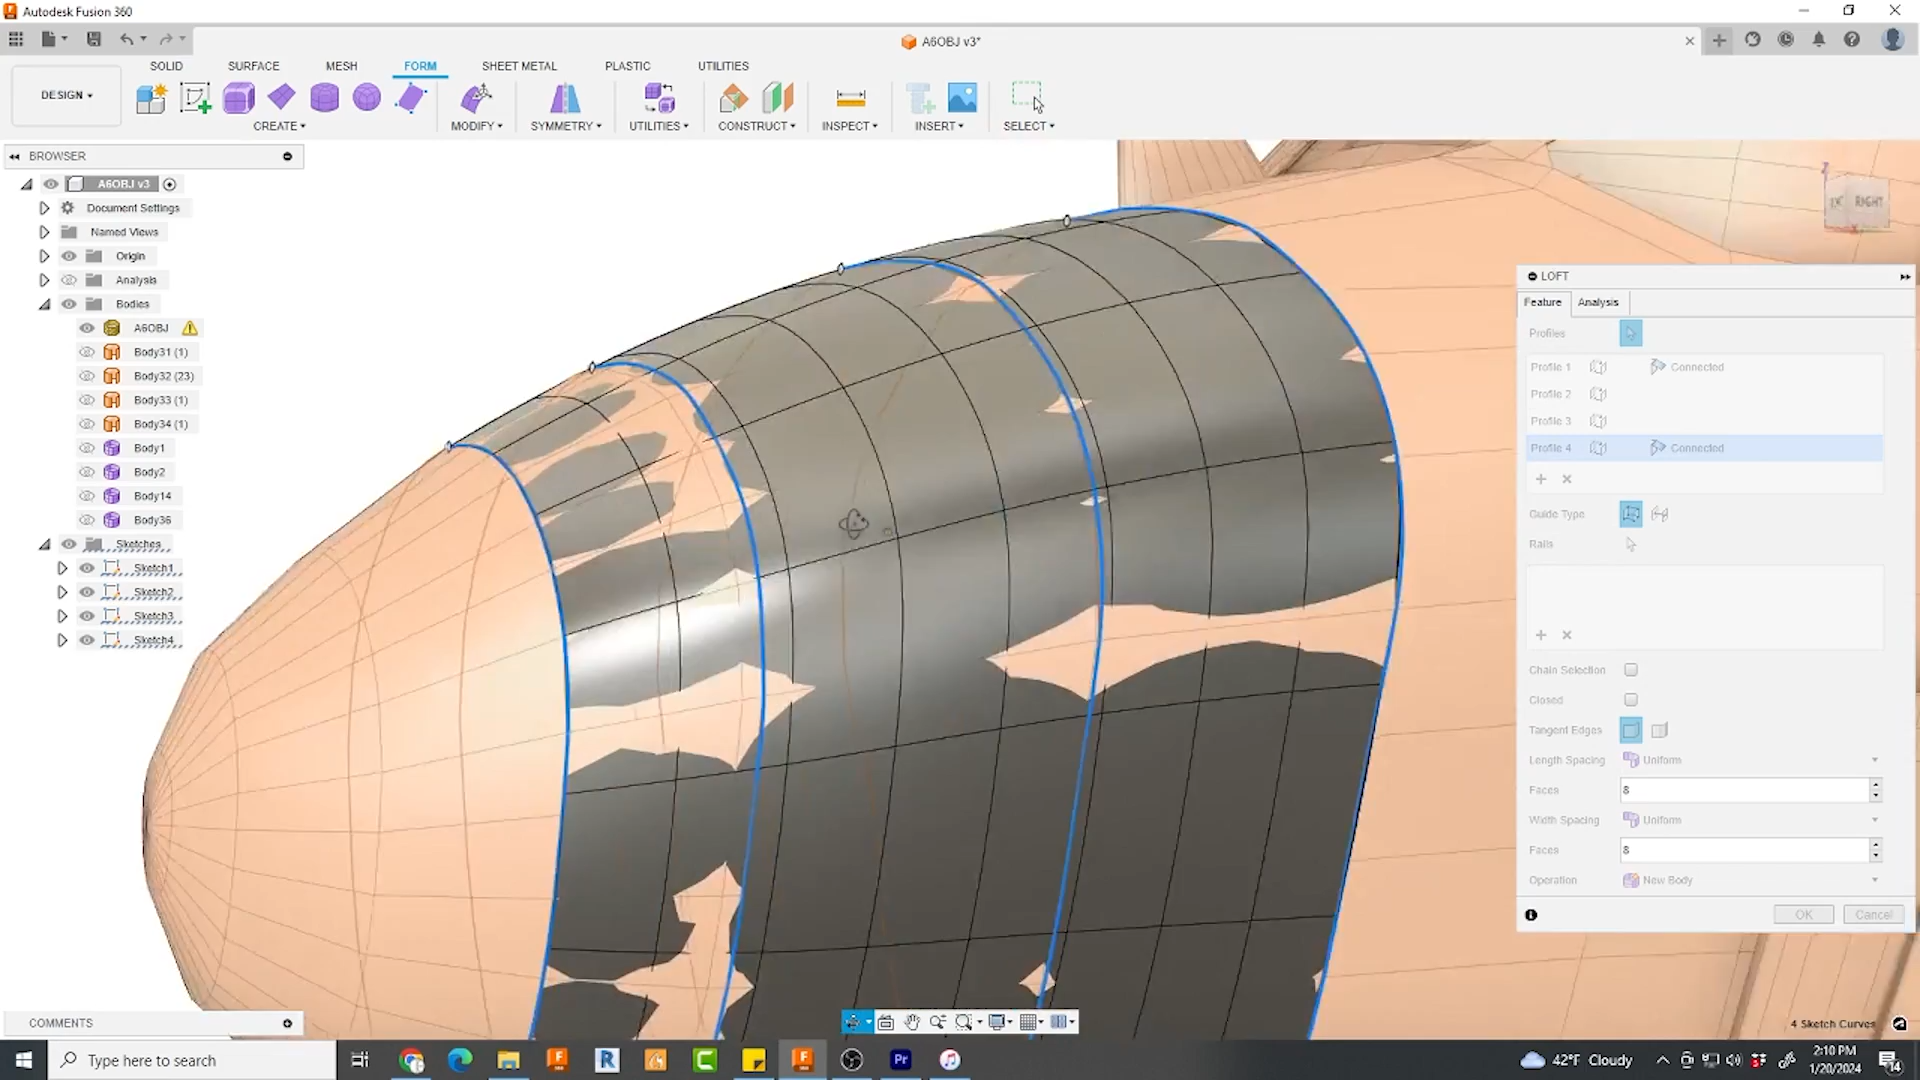 Autodesk Fusion 360
A6OBJ v3*
DESIGN
SOLID SURFACE MESH FORM SHEET METAL PLASTIC UTILITIES
CREATE MODIFY SYMMETRY UTILITIES CONSTRUCT INSPECT INSERT SELECT
BROWSER
A6OBJ v3
Document Settings
Named Views
Origin
Analysis
Bodies
A6OBJ
Body31 (1)
Body32 (23)
Body33 (1)
Body34 (1)
Body1
Body2
Body14
Body36
Sketches
Sketch1
Sketch2
Sketch3
Sketch4
RIGHT
LOFT
Feature Analysis
Profiles
Profile 1 Connected
Profile 2
Profile 3
Profile 4 Connected
Guide Type
Rails
Chain Selection
Closed
Tangent Edges
Length Spacing Uniform
Faces 8
Width Spacing Uniform
Faces 8
Operation New Body
OK Cancel
COMMENTS
4 Sketch Curves
Type here to search
42°F Cloudy
2:10 PM
1/20/2024
14